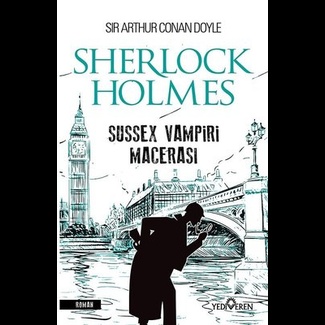 SIR ARTHUR CONAN DOYLE
SHERLOCK
HOLMES
SUSSEX VAMPİRİ
MACERASI
ROMAN
YEDİVEREN